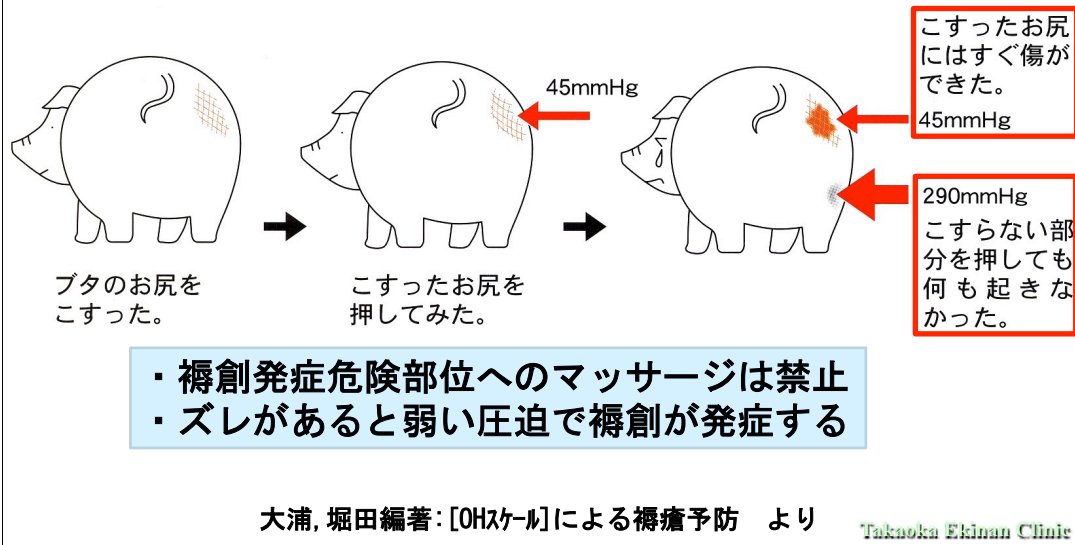 ブタのお尻を
こすった。
45mmHg
こすったお尻を
押してみた。
こすったお尻
にはすぐ傷が
できた。
45mmHg
290mmHg
こすらない部
分を押しても
何も起きな
かった。
・褥創発症危険部位へのマッサージは禁止
・ズレがあると弱い圧迫で褥創が発症する
大浦,堀田編著:[OHｽｹｰﾙ]による褥瘡予防　より
Takaoka Ekinan Clinic